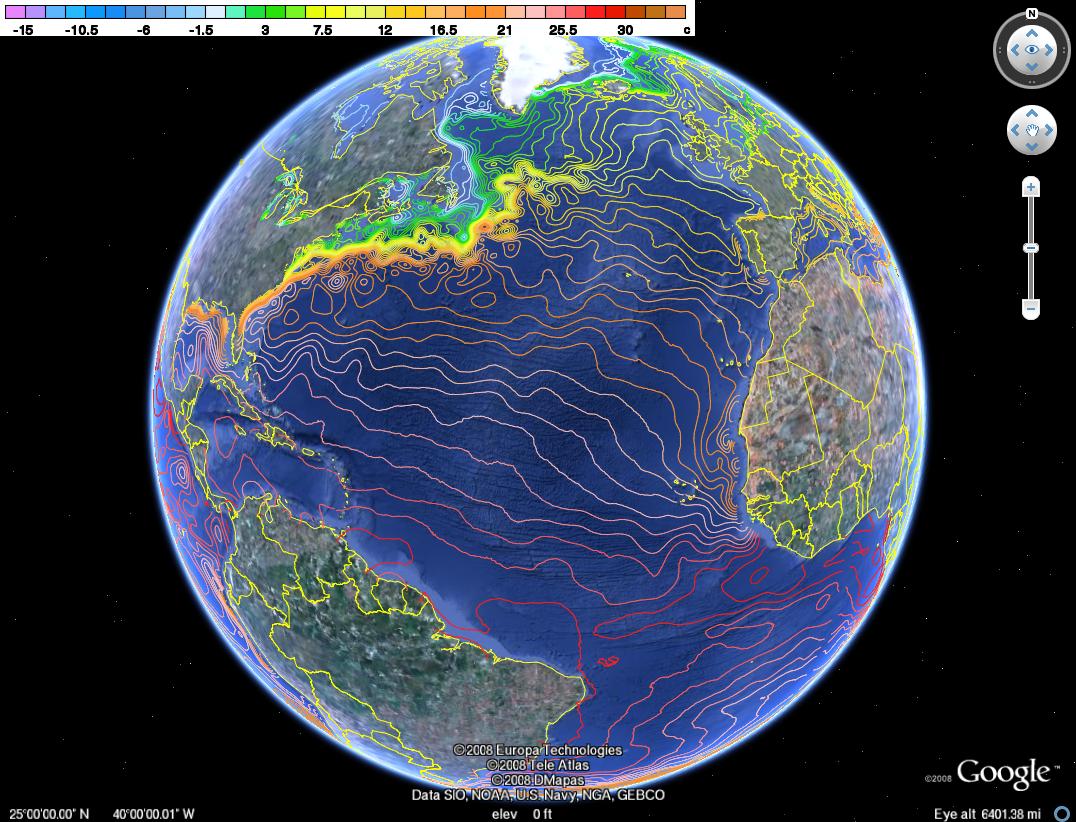 -15 -10.5 -6 -1.5 3 7.5 12 16.5 21 25.5 30 c
N
©2008 Europa Technologies
©2008 Tele Atlas
©2008 DMapas
Data SIO, NOAA, U.S. Navy, NGA, GEBCO
©2008 Google™
25°00'00.00" N 40°00'00.01" W elev 0 ft Eye alt 6401.38 mi